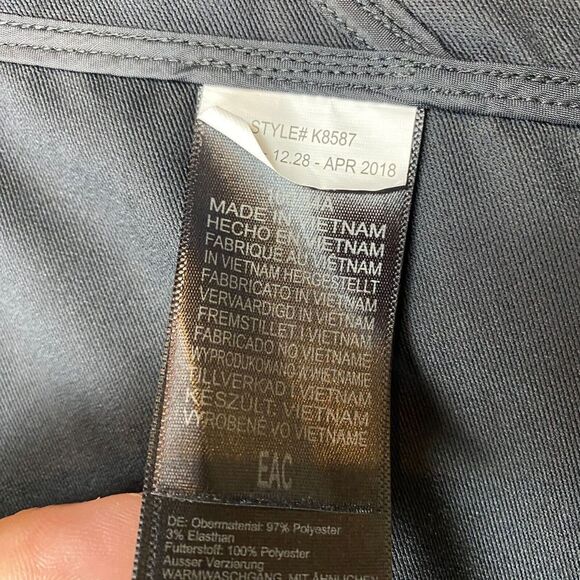 STYLE# K8587
12.28 - APR 2018
MADE IN VIETNAM
HECHO EN VIETNAM
FABRIQUE AU VIETNAM
IN VIETNAM HERGESTELLT
FABBRICATO IN VIETNAM
VERVAARDIGD IN VIETNAM
FREMSTILLET I VIETNAM
FABRICADO NO VIETNAME
WYPRODUKOWANO W WIETNAMIE
TILLVERKAD I VIETNAM
KESZÜLT: VIETNAM
VYROBENÉ VO VIETNAME
EAC
DE: Obermaterial: 97% Polyester
3% Elasthan
Futterstoff: 100% Polyester
Ausser Verzierung
WARMWASCHGANG, MIT ÄHNLICHEN